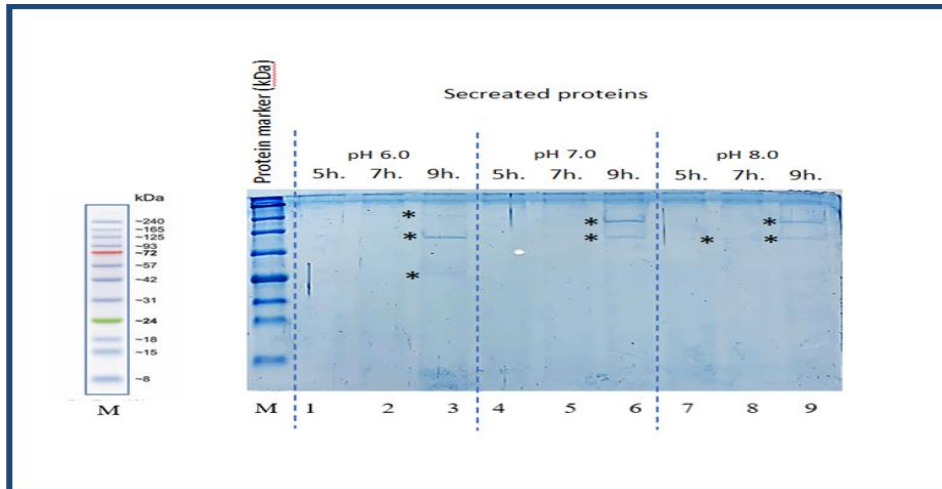 Protein marker (kDa)
Secreated proteins
pH 6.0 pH 7.0 pH 8.0
5h. 7h. 9h. 5h. 7h. 9h. 5h. 7h. 9h.
kDa
~240
~165
~125
~93
~72
~57
~42
~31
~24
~18
~15
~8
M
* * * * * * * *
M 1 2 3 4 5 6 7 8 9